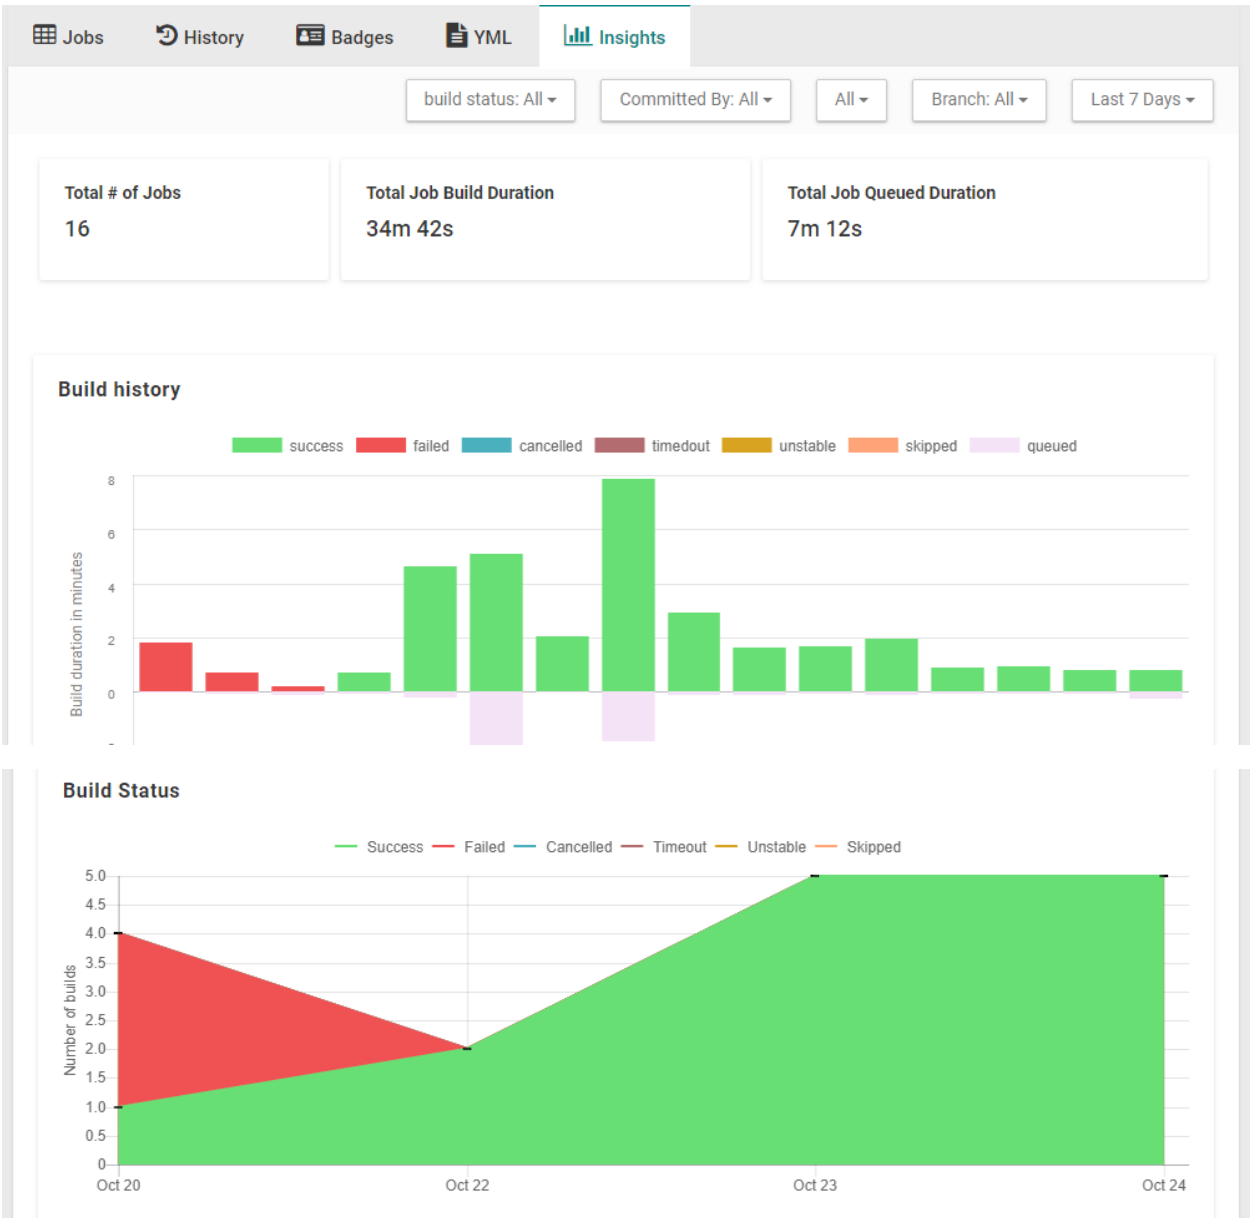 Jobs History Badges YML Insights
build status: All Committed By: All All Branch: All Last 7 Days
Total # of Jobs Total Job Build Duration Total Job Queued Duration
16 34m 42s 7m 12s
Build history
success failed cancelled timedout unstable skipped queued
8
6
4
2
0
Build duration in minutes
Build Status
Success Failed Cancelled Timeout Unstable Skipped
5.0
4.5
4.0
3.5
3.0
2.5
2.0
1.5
1.0
0.5
0
Number of builds
Oct 20 Oct 22 Oct 23 Oct 24